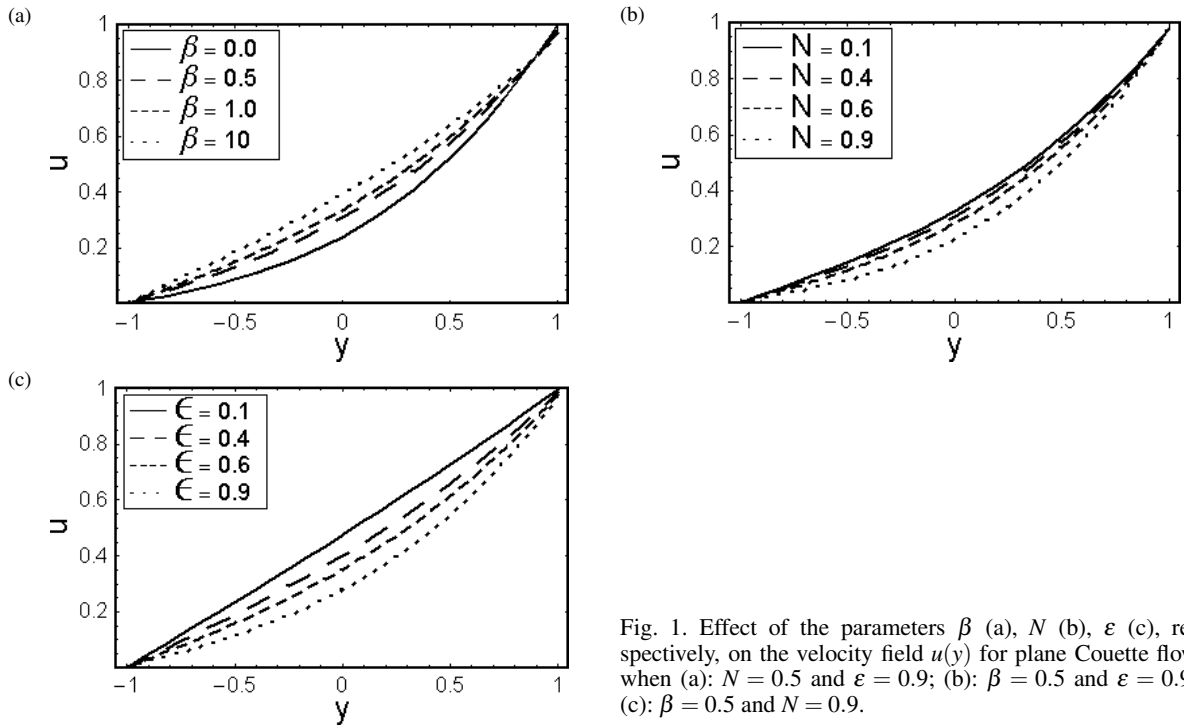 (a)
1
0.8
0.6
0.4
0.2
u
β = 0.0
β = 0.5
β = 1.0
β = 10
−1
−0.5
0
0.5
1
y
(b)
1
0.8
0.6
0.4
0.2
u
N = 0.1
N = 0.4
N = 0.6
N = 0.9
−1
−0.5
0
0.5
1
y
(c)
1
0.8
0.6
0.4
0.2
u
ϵ = 0.1
ϵ = 0.4
ϵ = 0.6
ϵ = 0.9
−1
−0.5
0
0.5
1
y
Fig. 1. Effect of the parameters β (a), N (b), ε (c), re
spectively, on the velocity field u(y) for plane Couette flow
when (a): N = 0.5 and ε = 0.9; (b): β = 0.5 and ε = 0.9
(c): β = 0.5 and N = 0.9.